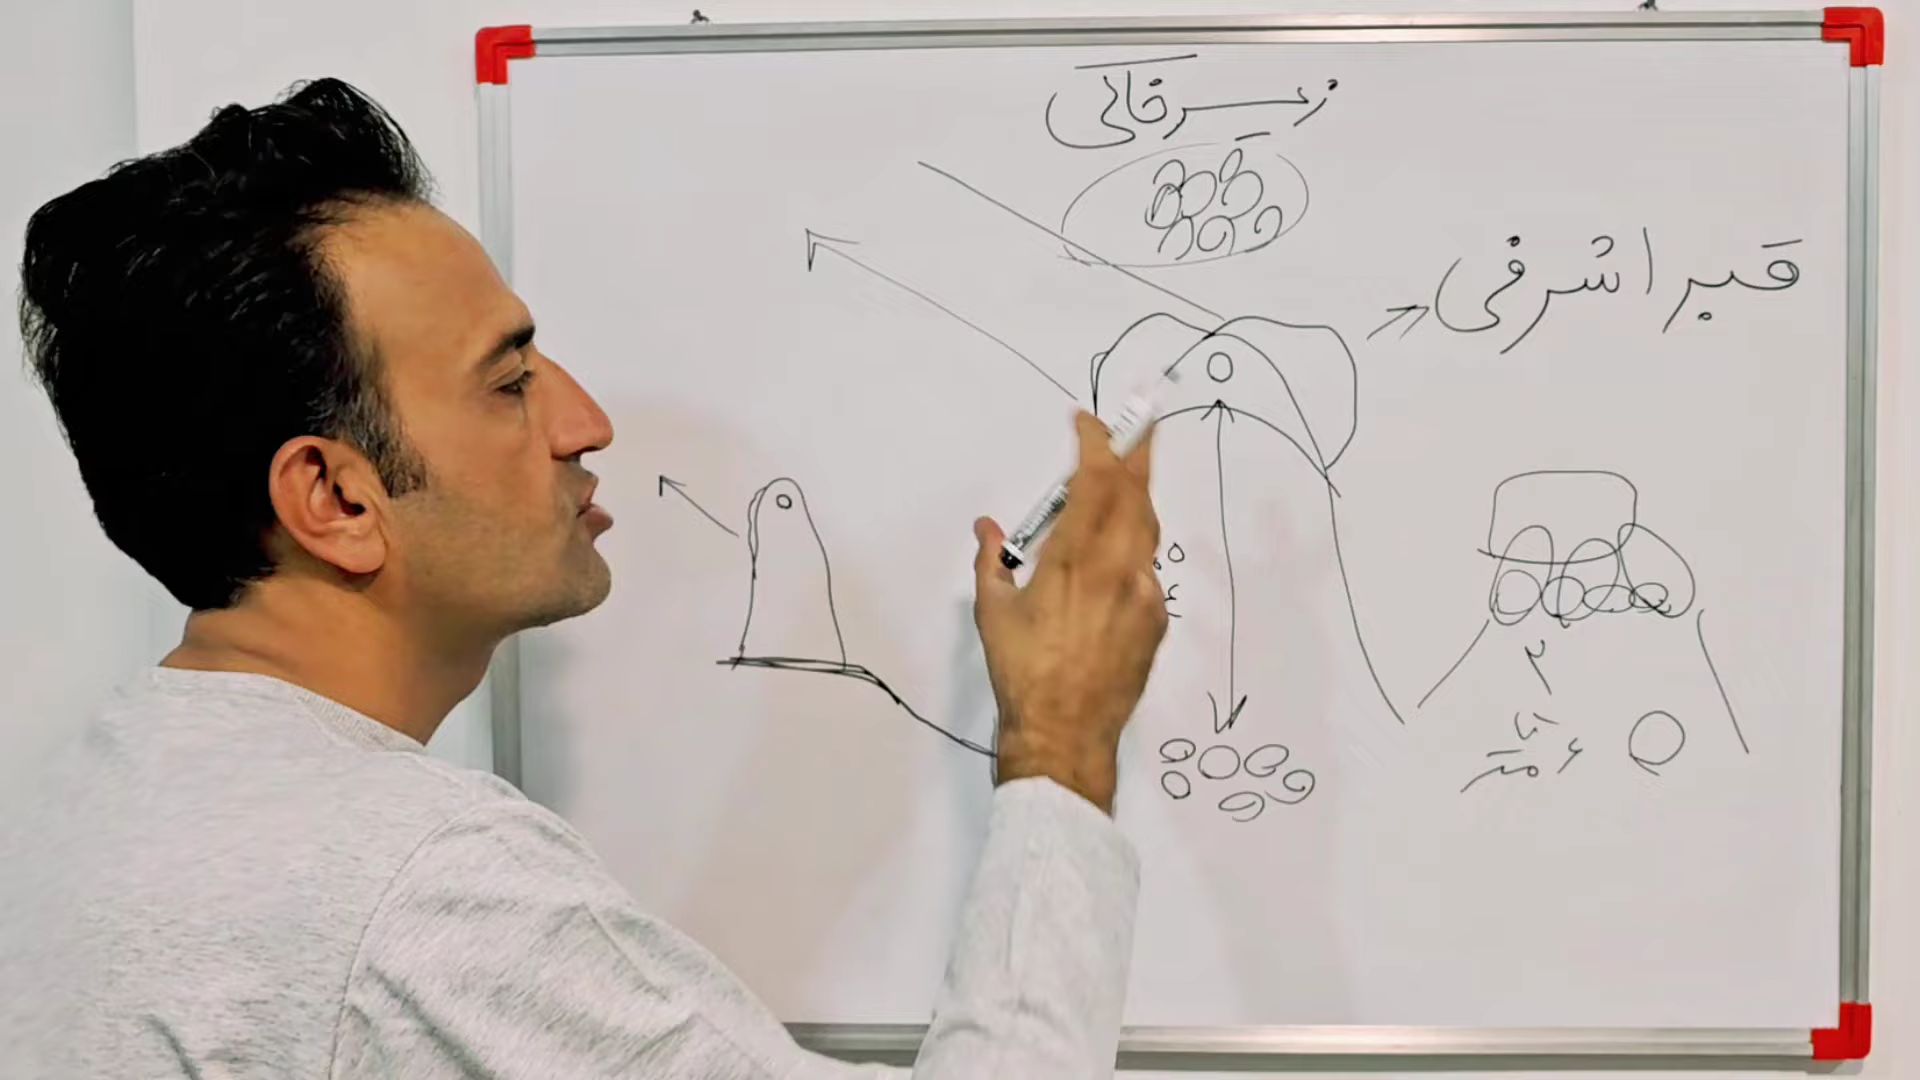 زیرخاکی
قبر اشرفی
۲
تا
۶ متر